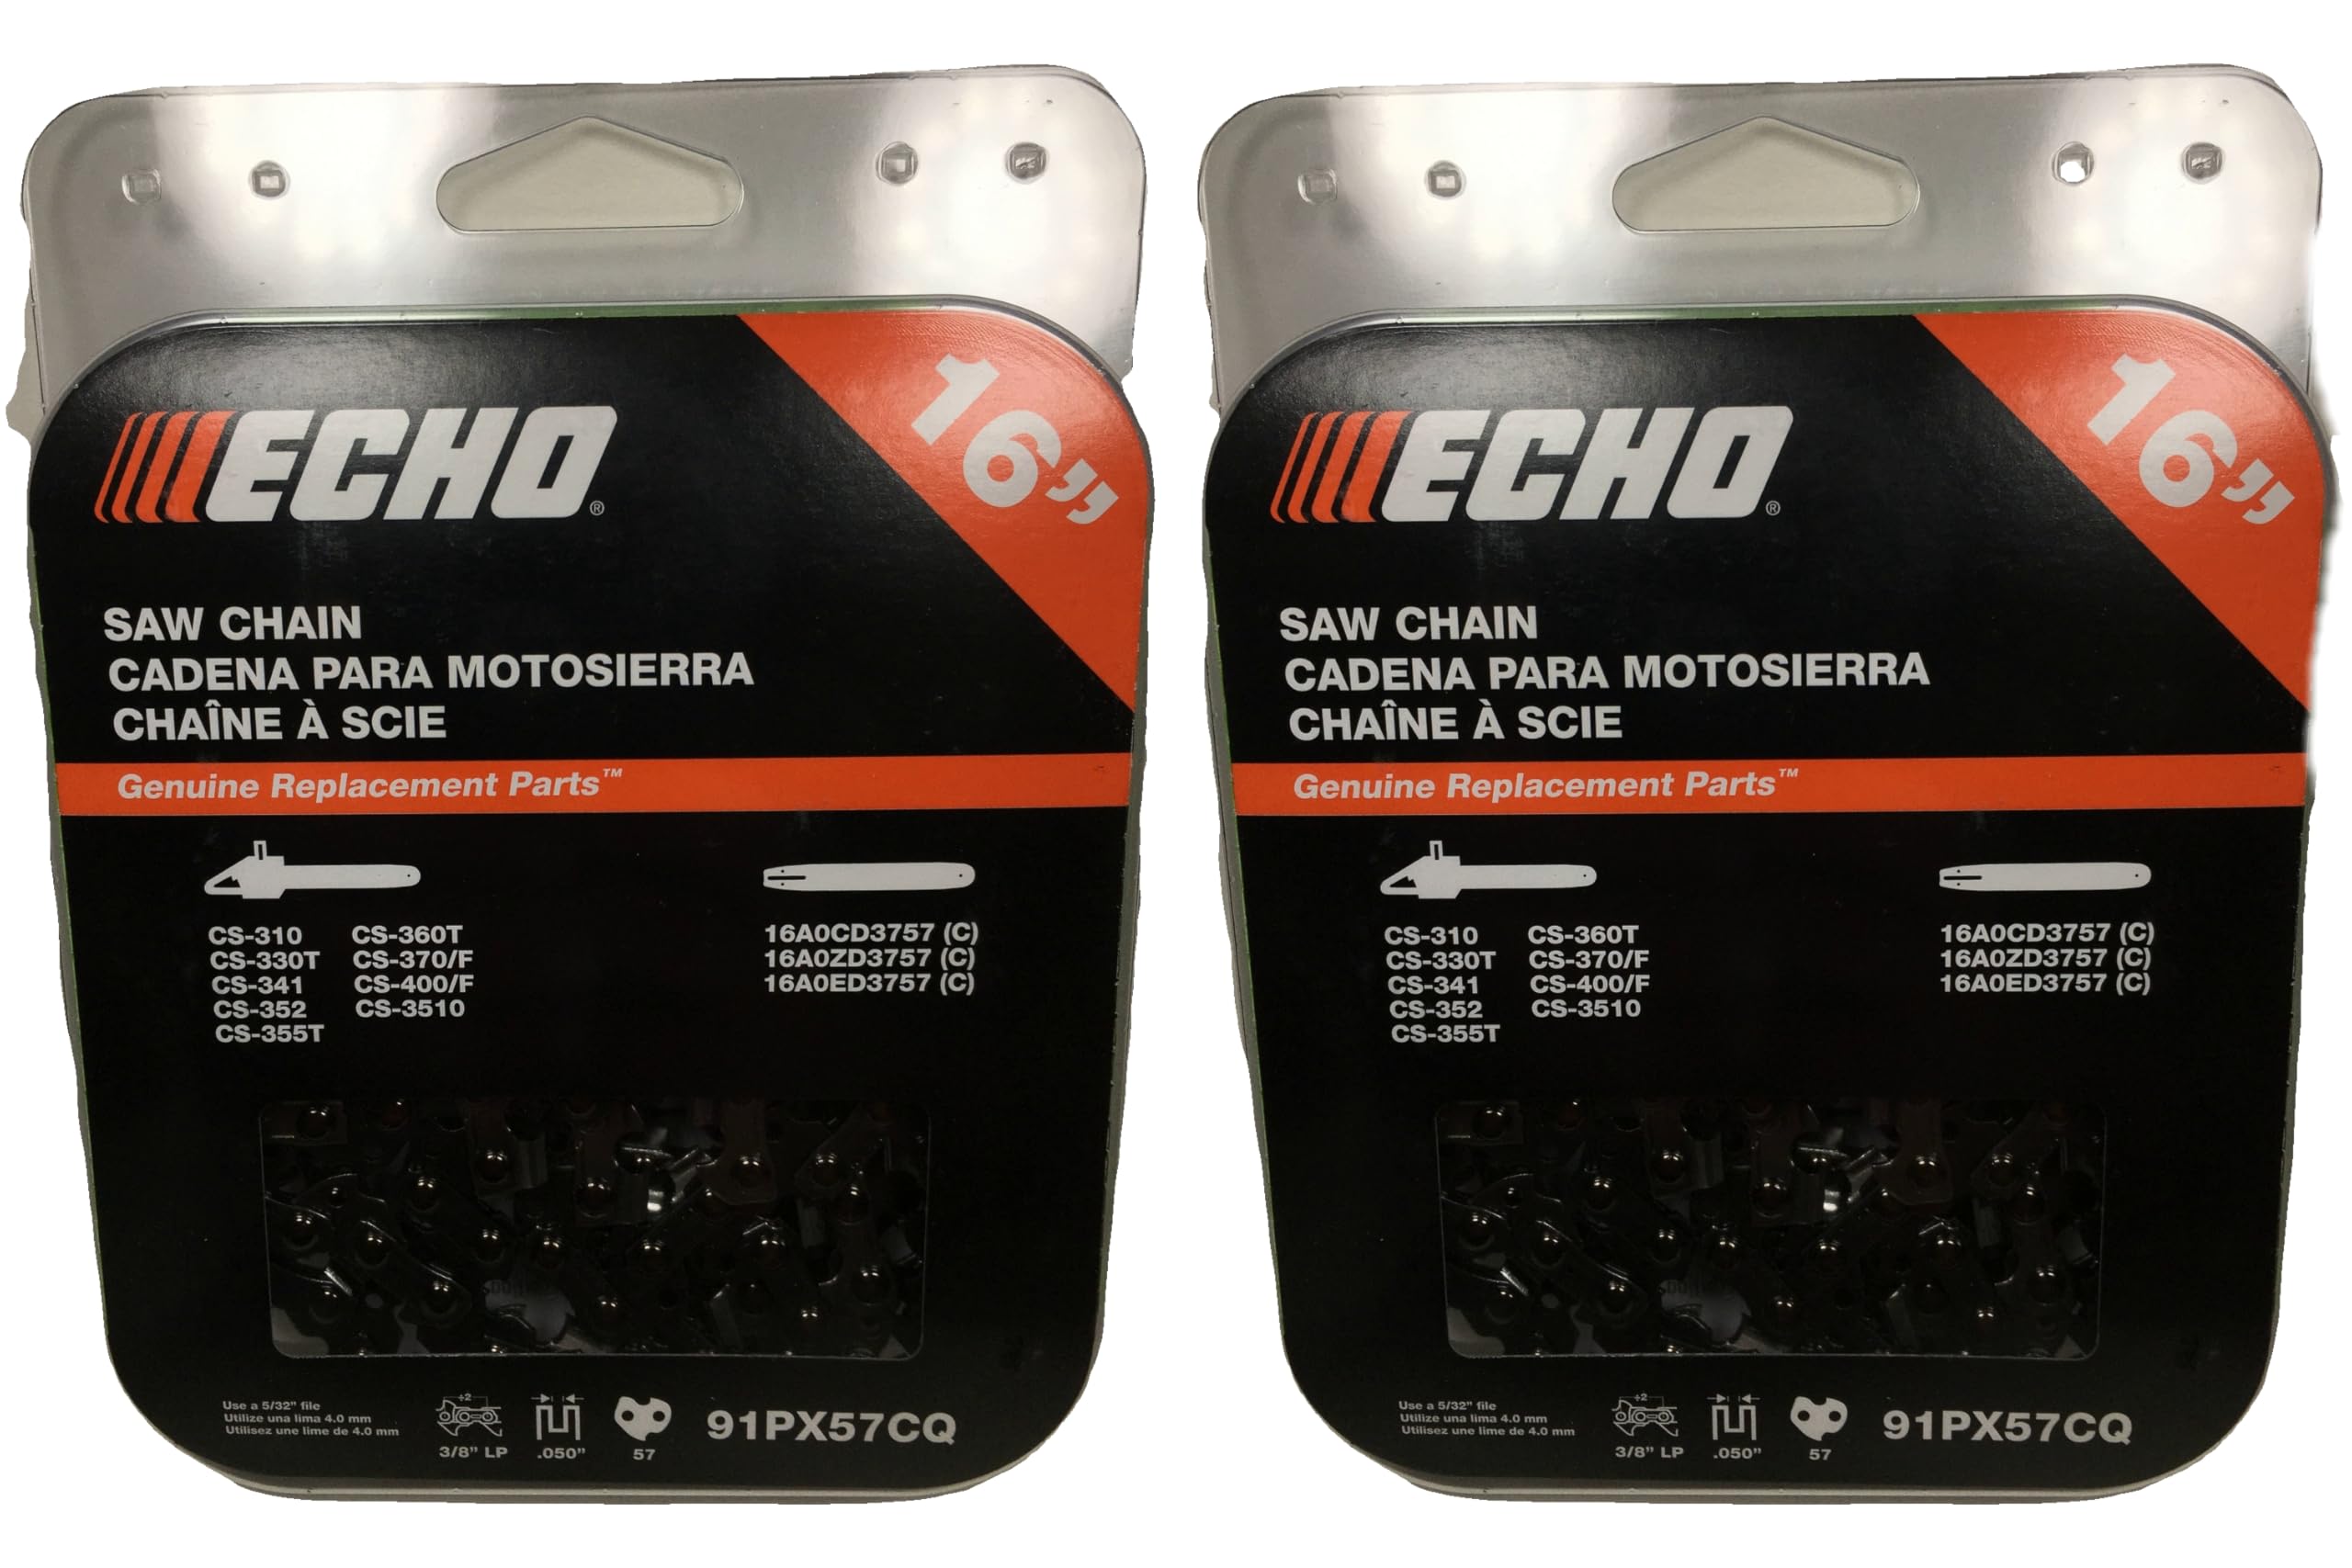 ECHO®
16”
SAW CHAIN
CADENA PARA MOTOSIERRA
CHAÎNE À SCIE
Genuine Replacement Parts™
CS-310 CS-360T
CS-330T CS-370/F
CS-341 CS-400/F
CS-352 CS-3510
CS-355T
16A0CD3757 (C)
16A0ZD3757 (C)
16A0ED3757 (C)
Use a 5/32” file
Utilize una lima 4.0 mm
Utilisez une lime de 4.0 mm
÷2
3/8” LP
.050”
57
91PX57CQ
ECHO®
16”
SAW CHAIN
CADENA PARA MOTOSIERRA
CHAÎNE À SCIE
Genuine Replacement Parts™
CS-310 CS-360T
CS-330T CS-370/F
CS-341 CS-400/F
CS-352 CS-3510
CS-355T
16A0CD3757 (C)
16A0ZD3757 (C)
16A0ED3757 (C)
Use a 5/32” file
Utilize una lima 4.0 mm
Utilisez une lime de 4.0 mm
÷2
3/8” LP
.050”
57
91PX57CQ